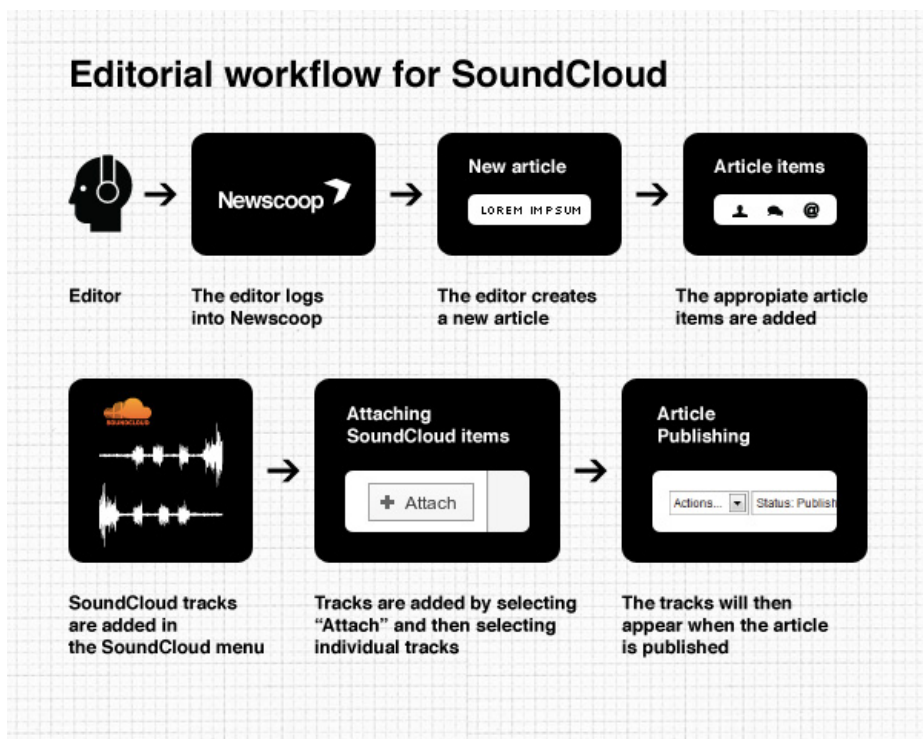 Editorial workflow for SoundCloud
Newscoop
New article
LOREM IMPSUM
Article items
@
Editor
The editor logs
into Newscoop
The editor creates
a new article
The appropiate article
items are added
SOUNDCLOUD
Attaching
SoundCloud items
+ Attach
Article
Publishing
Actions... Status: Publish
SoundCloud tracks
are added in
the SoundCloud menu
Tracks are added by selecting
“Attach” and then selecting
individual tracks
The tracks will then
appear when the article
is published